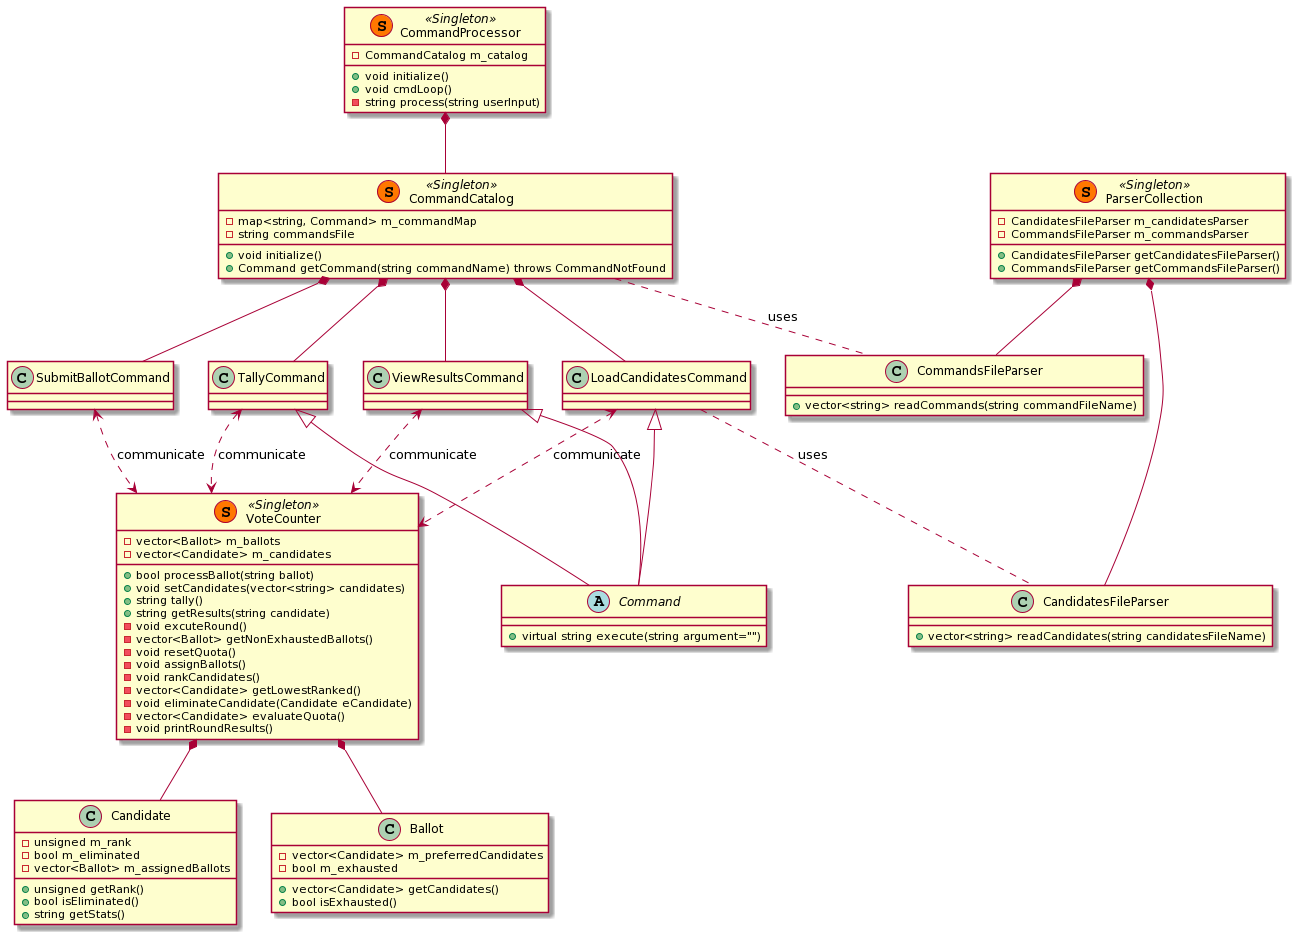 S
«Singleton»
CommandProcessor
CommandCatalog m_catalog
void initialize()
void cmdLoop()
string process(string userInput)
S
«Singleton»
CommandCatalog
map<string, Command> m_commandMap
string commandsFile
void initialize()
Command getCommand(string commandName) throws CommandNotFound
S
«Singleton»
ParserCollection
CandidatesFileParser m_candidatesParser
CommandsFileParser m_commandsParser
CandidatesFileParser getCandidatesFileParser()
CommandsFileParser getCommandsFileParser()
uses
C SubmitBallotCommand
C TallyCommand
C ViewResultsCommand
C LoadCandidatesCommand
C CommandsFileParser
vector<string> readCommands(string commandFileName)
communicate
communicate
communicate
communicate
uses
S
«Singleton»
VoteCounter
vector<Ballot> m_ballots
vector<Candidate> m_candidates
bool processBallot(string ballot)
void setCandidates(vector<string> candidates)
string tally()
string getResults(string candidate)
void excuteRound()
vector<Ballot> getNonExhaustedBallots()
void resetQuota()
void assignBallots()
void rankCandidates()
vector<Candidate> getLowestRanked()
void eliminateCandidate(Candidate eCandidate)
vector<Candidate> evaluateQuota()
void printRoundResults()
A Command
virtual string execute(string argument="")
C CandidatesFileParser
vector<string> readCandidates(string candidatesFileName)
C Candidate
unsigned m_rank
bool m_eliminated
vector<Ballot> m_assignedBallots
unsigned getRank()
bool isEliminated()
string getStats()
C Ballot
vector<Candidate> m_preferredCandidates
bool m_exhausted
vector<Candidate> getCandidates()
bool isExhausted()